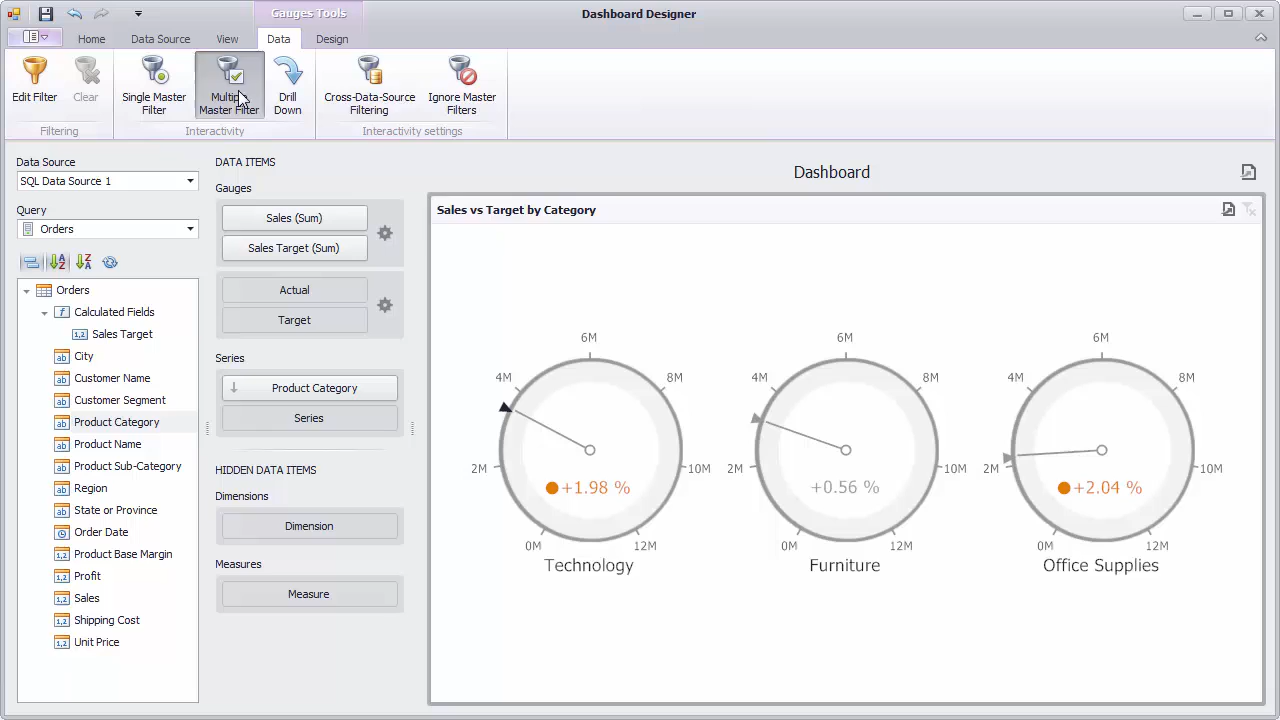 Gauges Tools
Dashboard Designer
Home
Data Source
View
Data
Design
Edit Filter
Clear
Single Master
Filter
Multiple
Master Filter
Drill
Down
Cross-Data-Source
Filtering
Ignore Master
Filters
Filtering
Interactivity
Interactivity settings
Data Source
SQL Data Source 1
Query
Orders
Orders
Calculated Fields
Sales Target
City
Customer Name
Customer Segment
Product Category
Product Name
Product Sub-Category
Region
State or Province
Order Date
Product Base Margin
Profit
Sales
Shipping Cost
Unit Price
DATA ITEMS
Gauges
Sales (Sum)
Sales Target (Sum)
Actual
Target
Series
Product Category
Series
HIDDEN DATA ITEMS
Dimensions
Dimension
Measures
Measure
Dashboard
Sales vs Target by Category
0M 2M 4M 6M 8M 10M 12M
+1.98 %
Technology
0M 2M 4M 6M 8M 10M 12M
+0.56 %
Furniture
0M 2M 4M 6M 8M 10M 12M
+2.04 %
Office Supplies